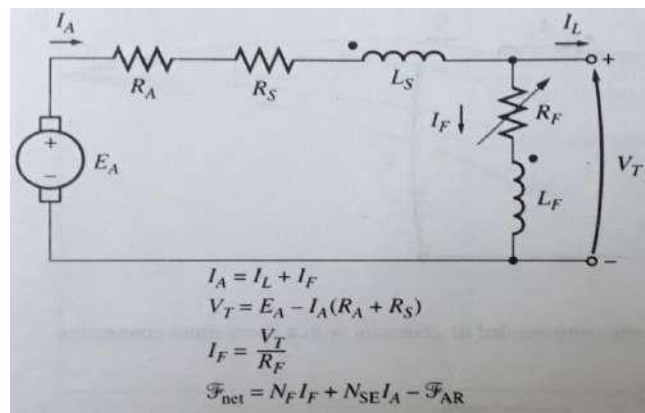 I_A I_L
R_A R_S L_S +
I_F R_F
+ E_A − V_T
L_F
−
I_A = I_L + I_F
V_T = E_A − I_A(R_A + R_S)
I_F = V_T / R_F
ℱ_net = N_F I_F + N_SE I_A − ℱ_AR